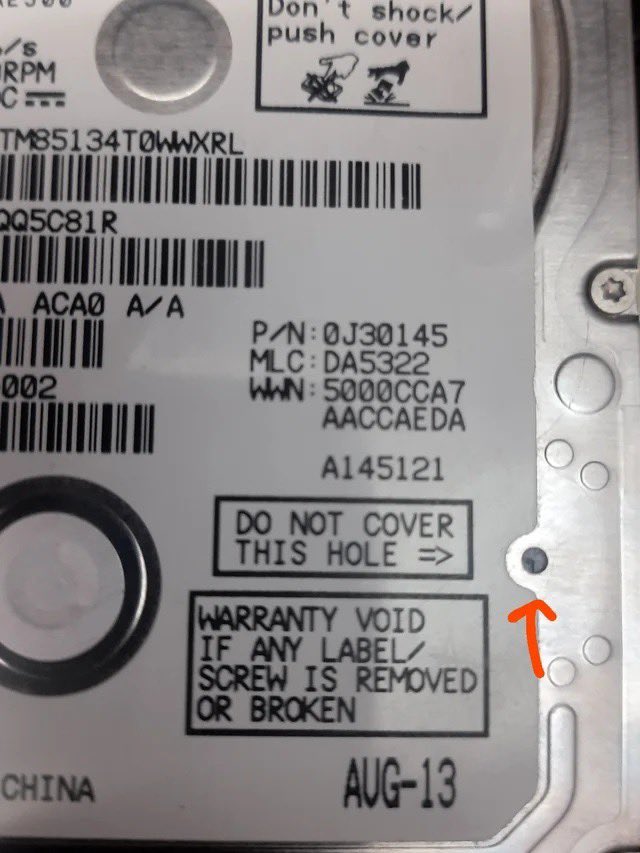 Don't shock/
push cover
/s
RPM
TM85134T0WWXRL
QQ5C81R
ACA0 A/A
P/N:0J30145
MLC:DA5322
002
WWN:5000CCA7
AACCAEDA
A145121
DO NOT COVER
THIS HOLE =>
WARRANTY VOID
IF ANY LABEL/
SCREW IS REMOVED
OR BROKEN
CHINA
AUG-13